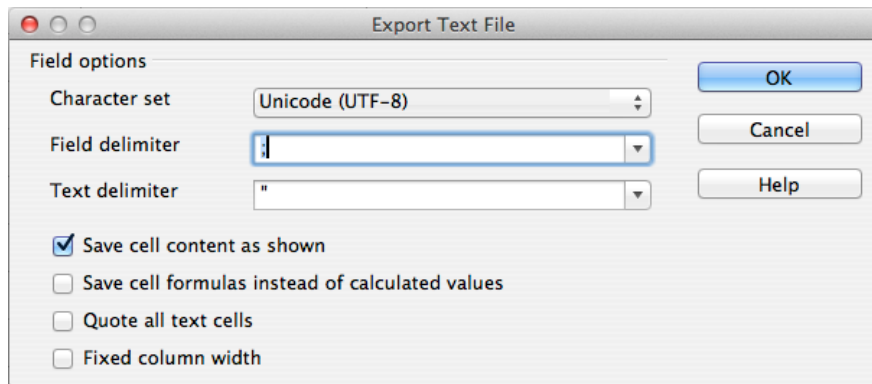 Export Text File
Field options
OK
Character set
Unicode (UTF-8)
Cancel
Field delimiter
;
Text delimiter
"
Help
Save cell content as shown
Save cell formulas instead of calculated values
Quote all text cells
Fixed column width